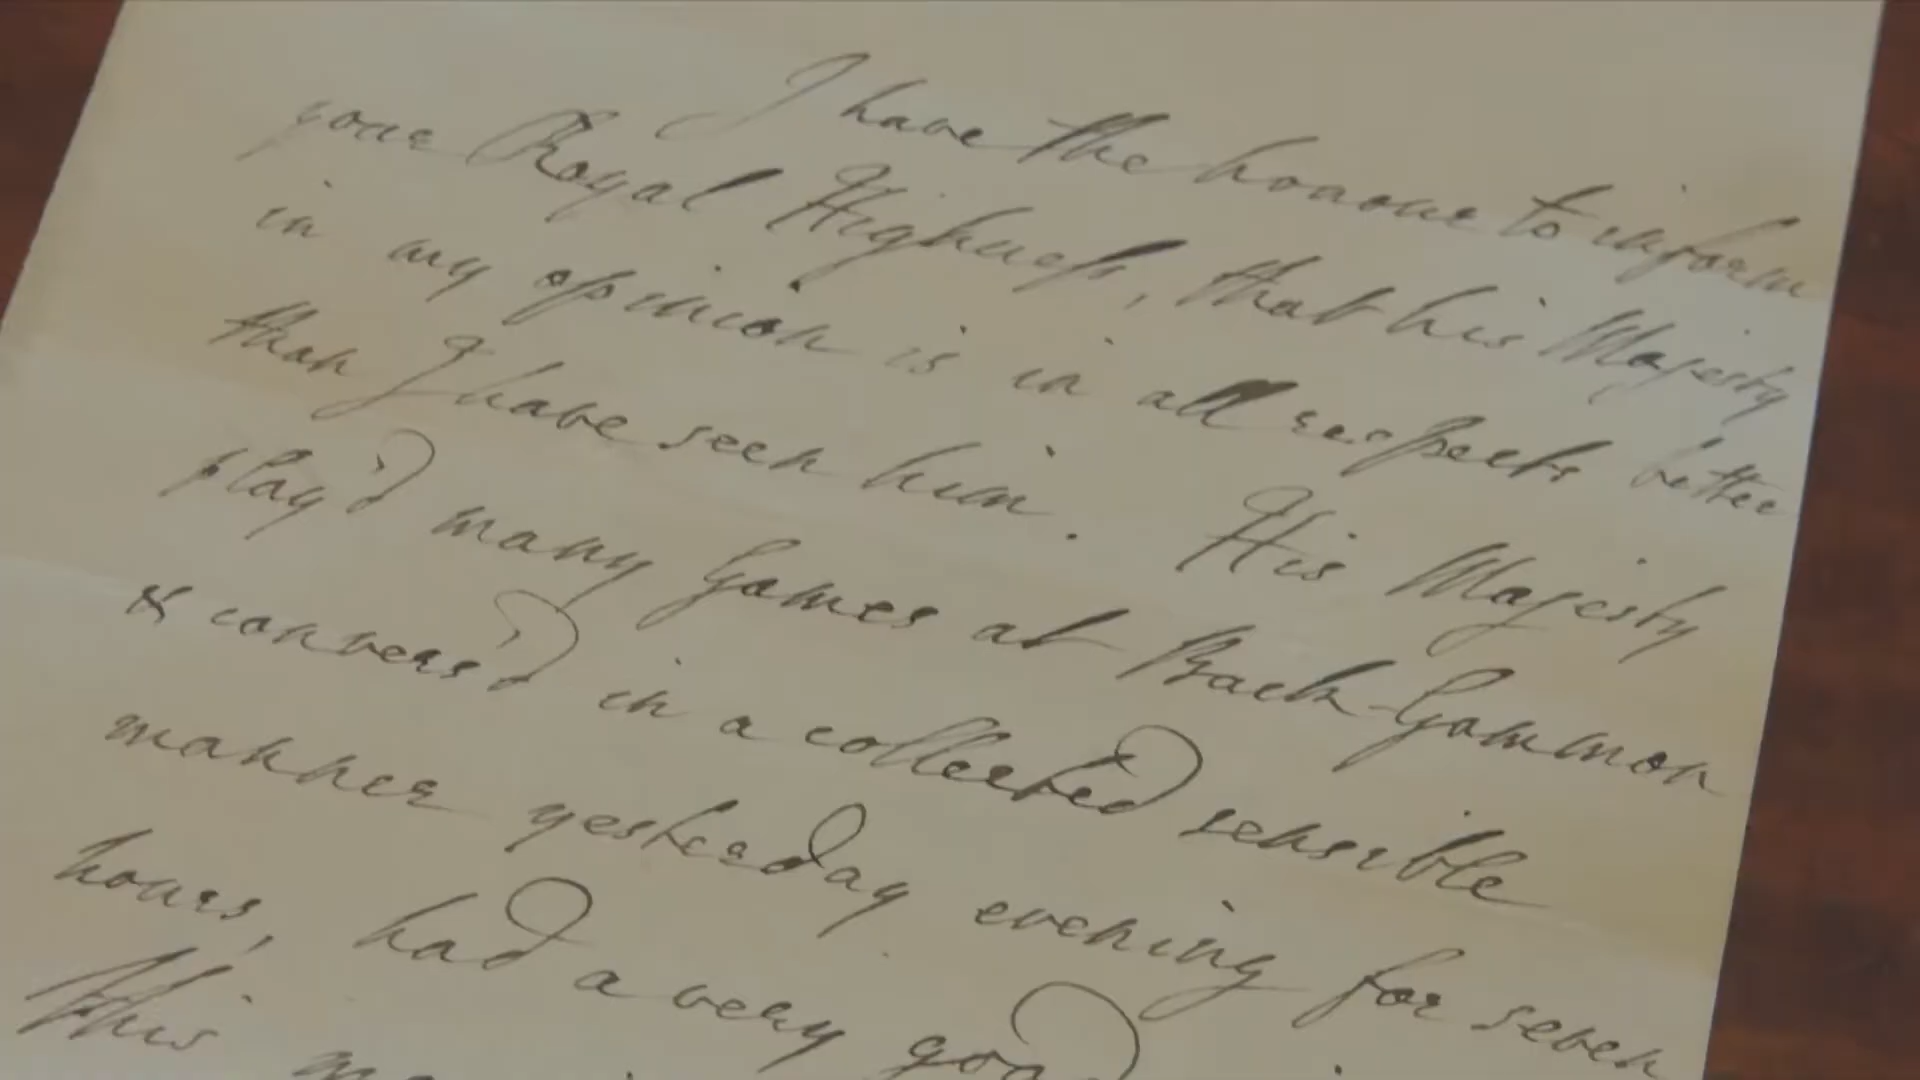 I have the honour to inform
your Royal Highness, that his Majesty
in my opinion is in all respects better
than I have seen him. His Majesty
play'd many Games at Back-Gammon
& convers'd in a collected sensible
manner yesterday evening for seven
hours, had a very good
this